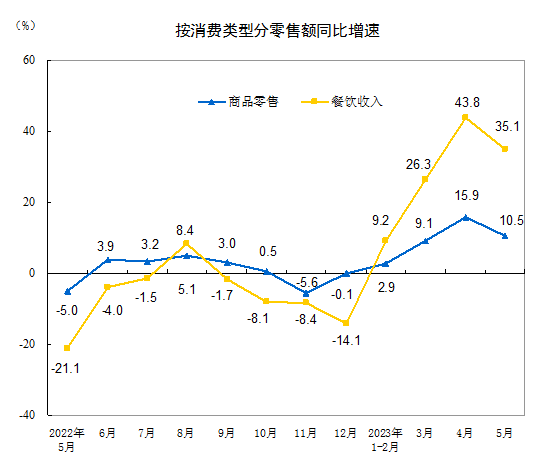 (%)
按消费类型分零售额同比增速
60
商品零售
餐饮收入
40
20
0
-20
-40
-5.0
3.9
3.2
5.1
3.0
0.5
-5.6
-0.1
2.9
9.1
15.9
10.5
-21.1
-4.0
-1.5
8.4
-1.7
-8.1
-8.4
-14.1
9.2
26.3
43.8
35.1
2022年
5月
6月
7月
8月
9月
10月
11月
12月
2023年
1-2月
3月
4月
5月